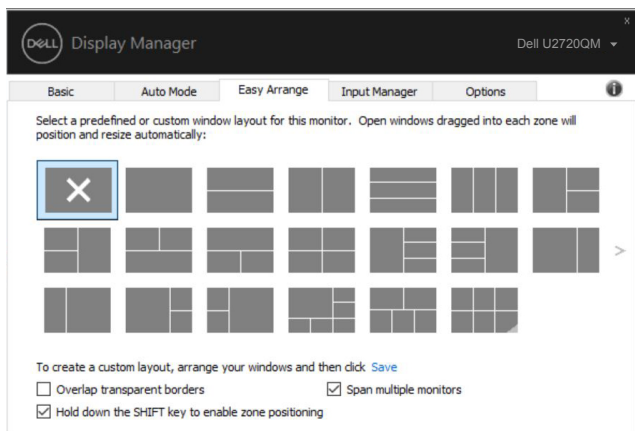 x
DELL Display Manager Dell U2720QM
Basic Auto Mode Easy Arrange Input Manager Options
Select a predefined or custom window layout for this monitor. Open windows dragged into each zone will
position and resize automatically:
To create a custom layout, arrange your windows and then click Save
Overlap transparent borders Span multiple monitors
Hold down the SHIFT key to enable zone positioning